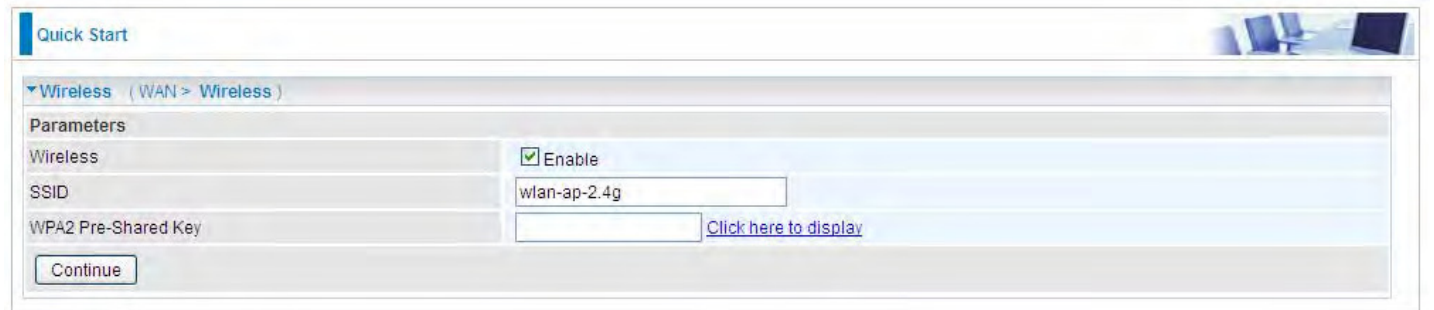 Quick Start
Wireless ( WAN > Wireless )
Parameters
Wireless Enable
SSID wlan-ap-2.4g
WPA2 Pre-Shared Key Click here to display
Continue